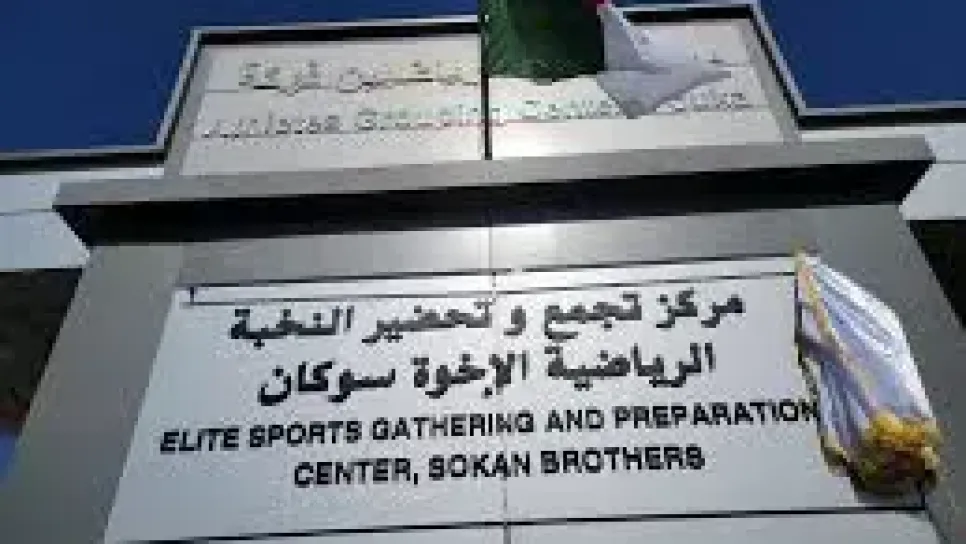 مركز تجمع و تحضير النخبة
الرياضية الإخوة سوكان
ELITE SPORTS GATHERING AND PREPARATION
CENTER, SOKAN BROTHERS